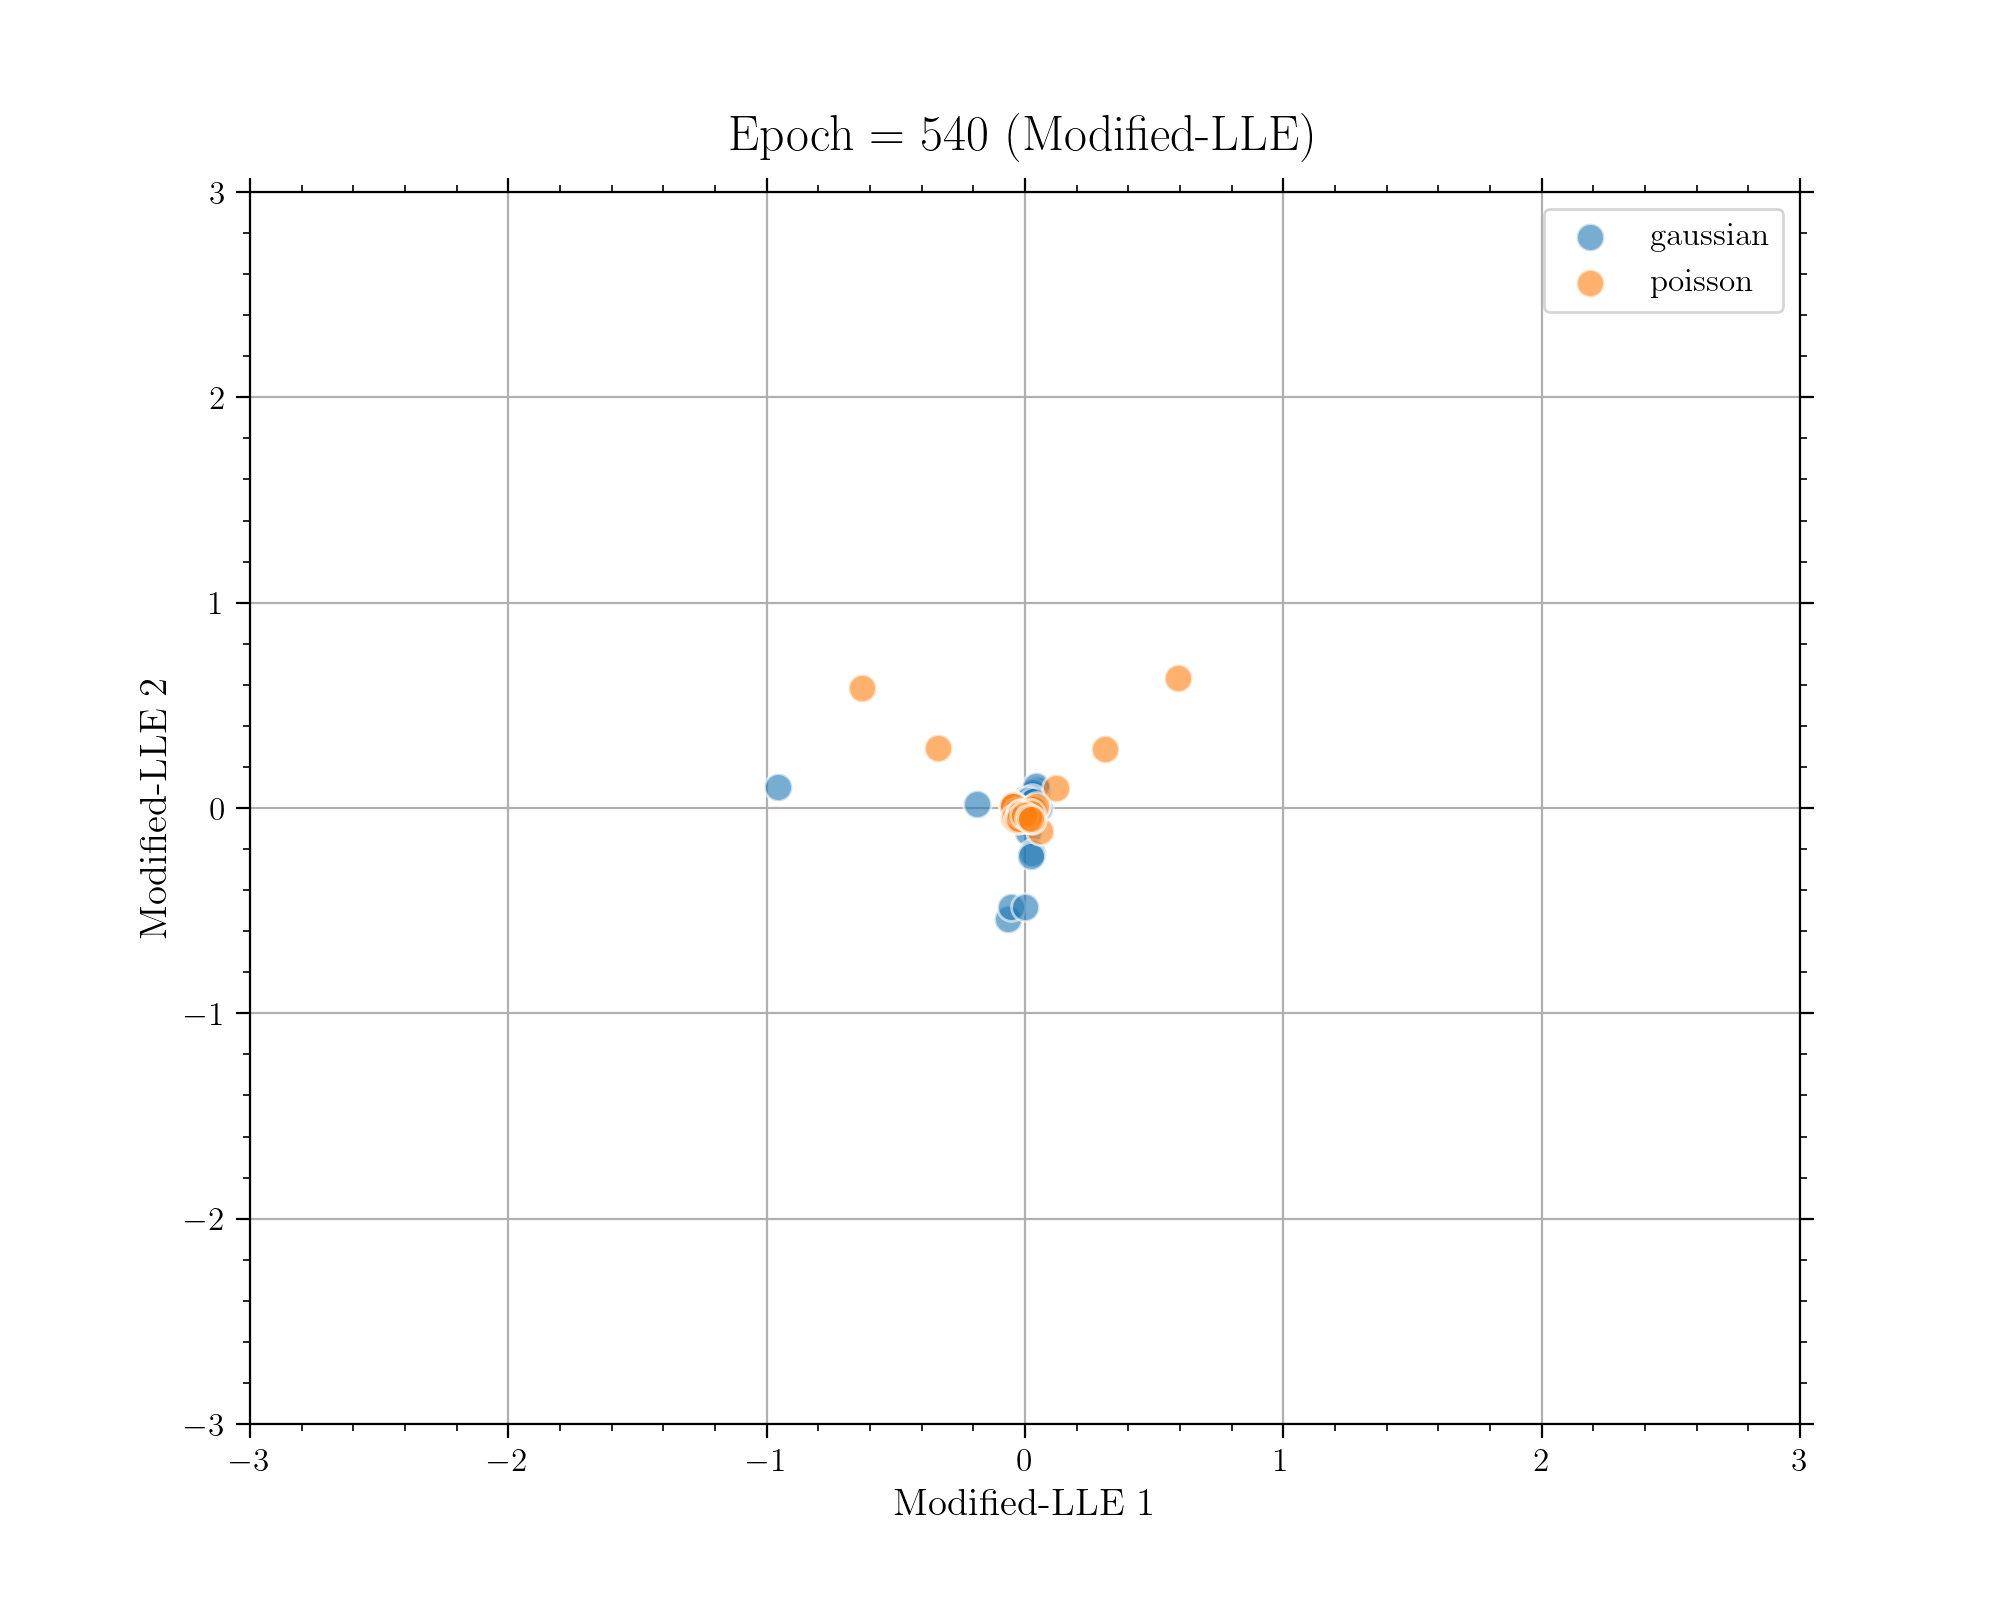 Epoch = 540 (Modified-LLE)
gaussian
poisson
3
2
1
0
−1
−2
−3
Modified-LLE 2
−3
−2
−1
0
1
2
3
Modified-LLE 1